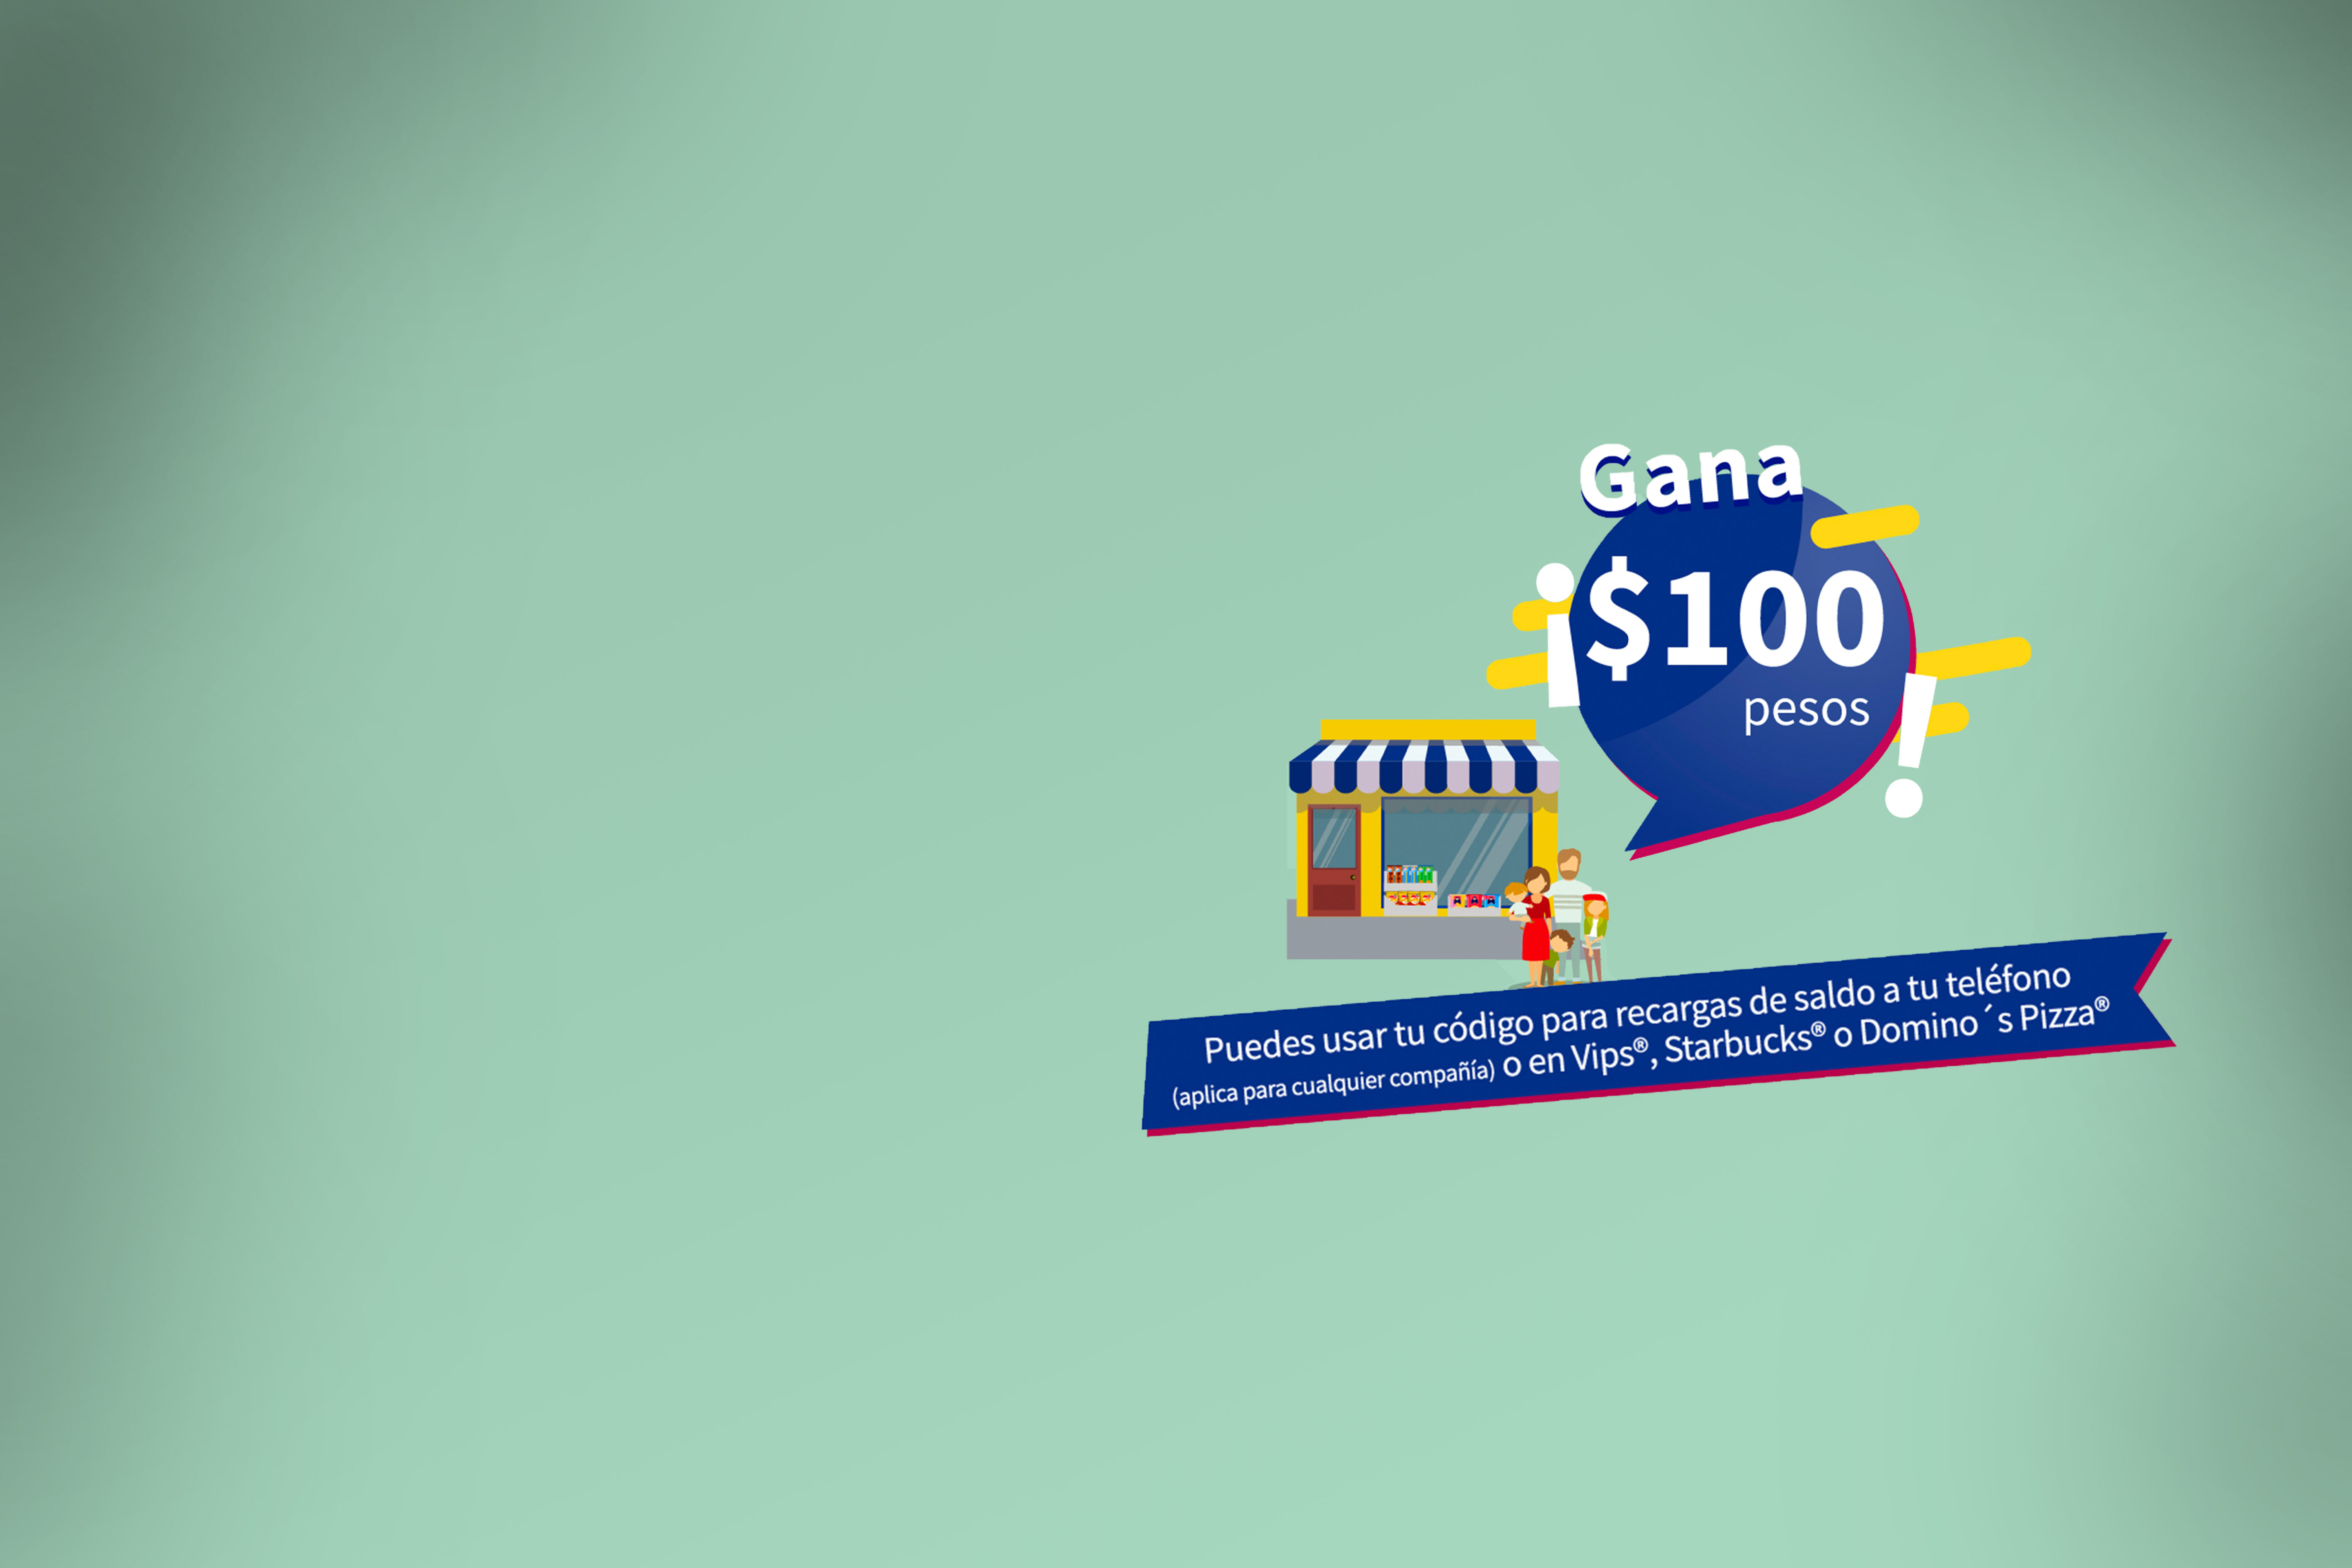 Gana
¡$100
pesos!
Puedes usar tu código para recargas de saldo a tu teléfono
(aplica para cualquier compañía) o en Vips®, Starbucks® o Domino´s Pizza®